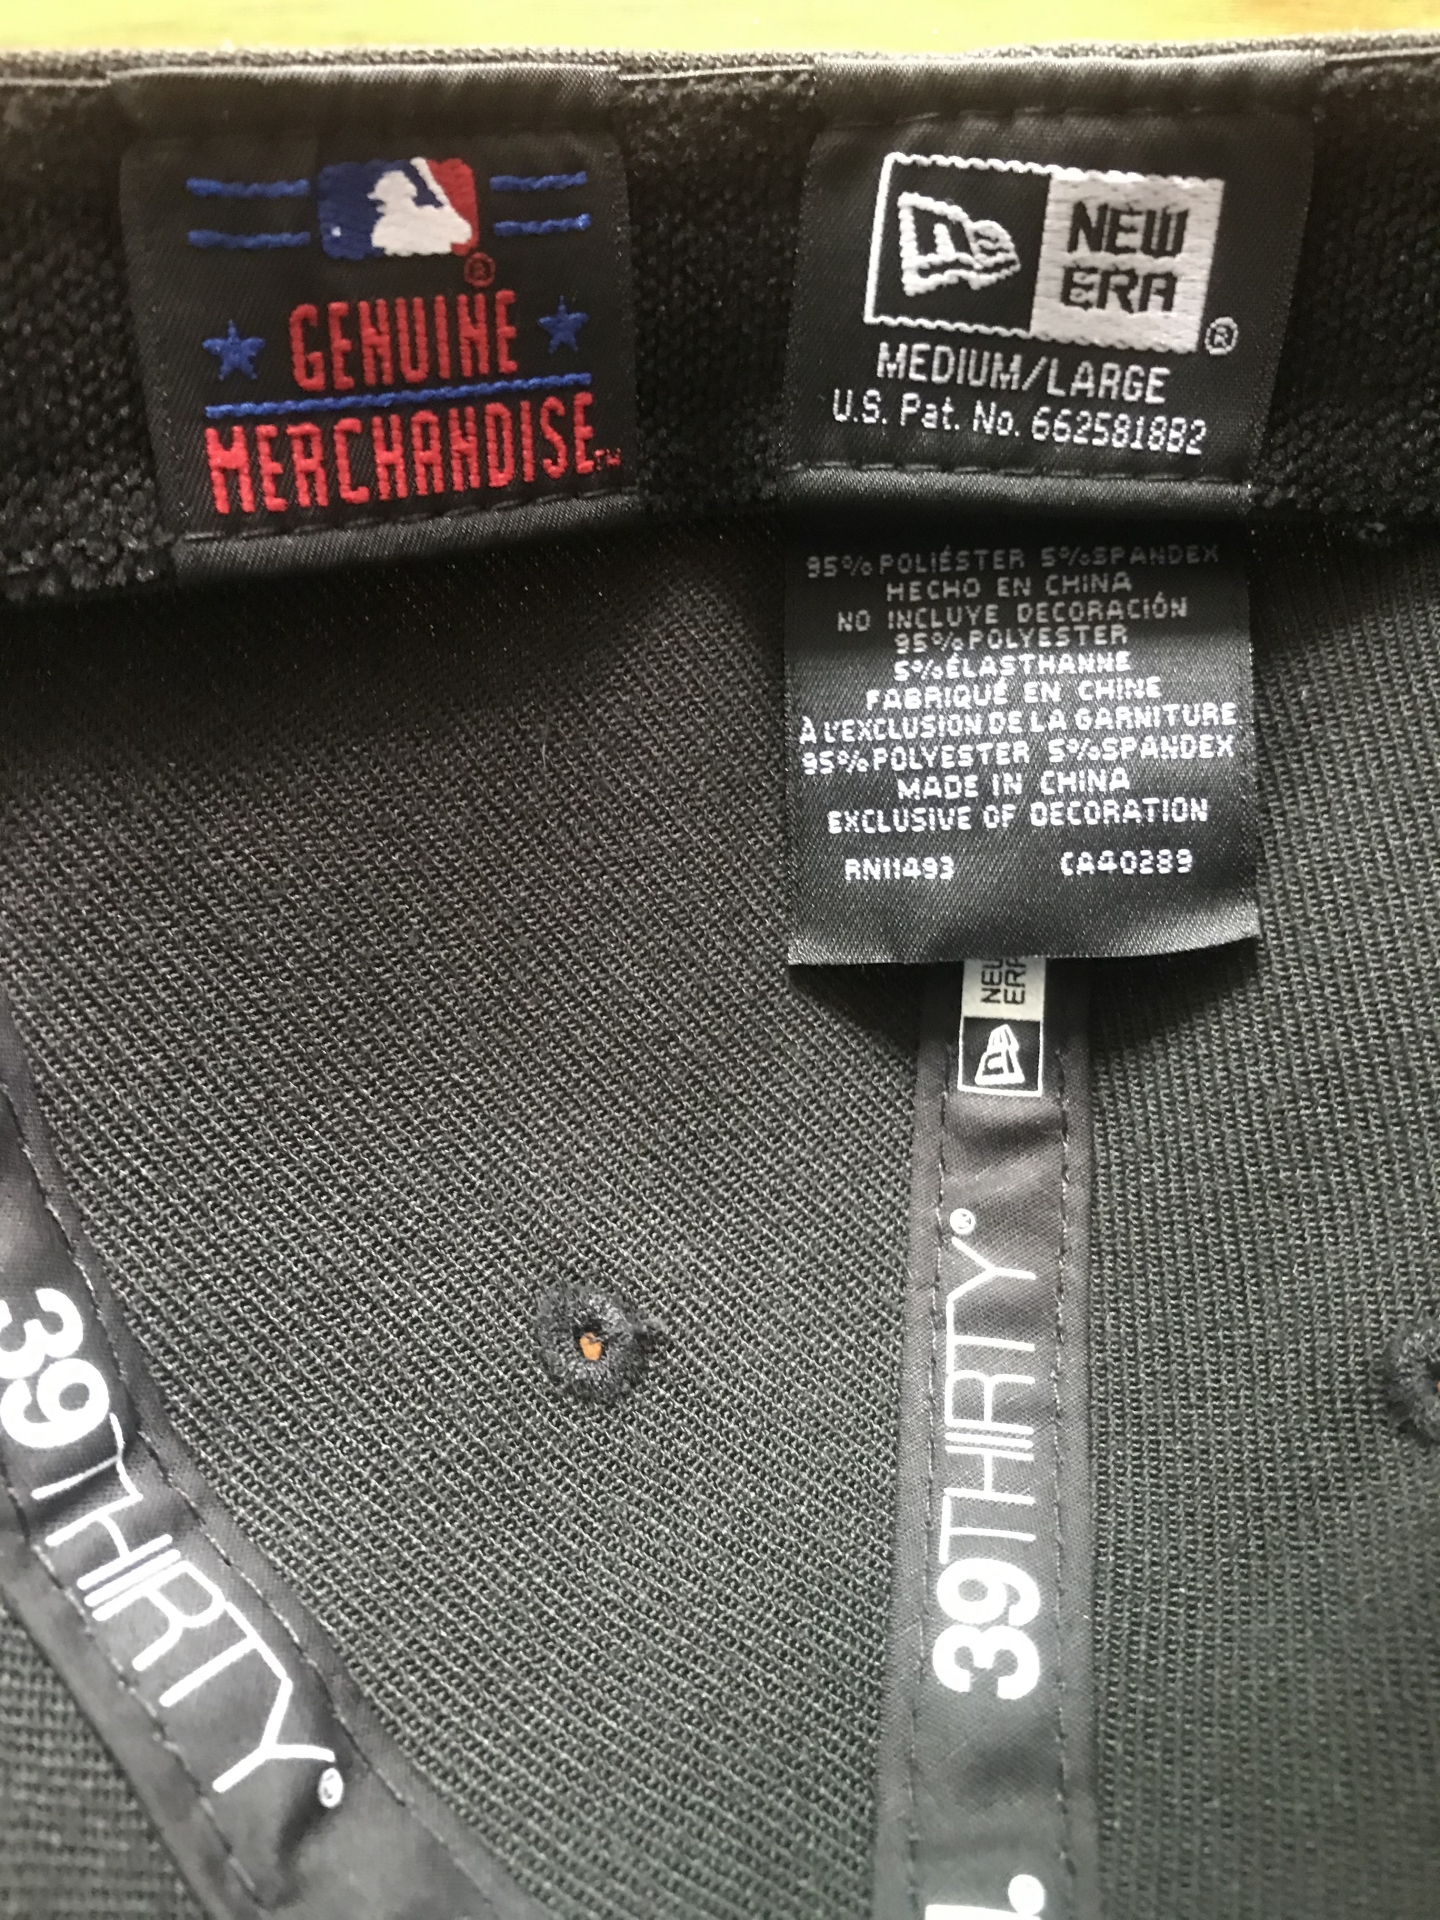 GENUINE
MERCHANDISE™
NEW
ERA
®
MEDIUM/LARGE
U.S. Pat. No. 6625818B2
95% POLIÉSTER 5% SPANDEX
HECHO EN CHINA
NO INCLUYE DECORACIÓN
95% POLYESTER
5% ÉLASTHANNE
FABRIQUÉ EN CHINE
À L'EXCLUSION DE LA GARNITURE
95% POLYESTER 5% SPANDEX
MADE IN CHINA
EXCLUSIVE OF DECORATION
RN11493 CA40289
NEW
ERA
39THIRTY®
39THIRTY®